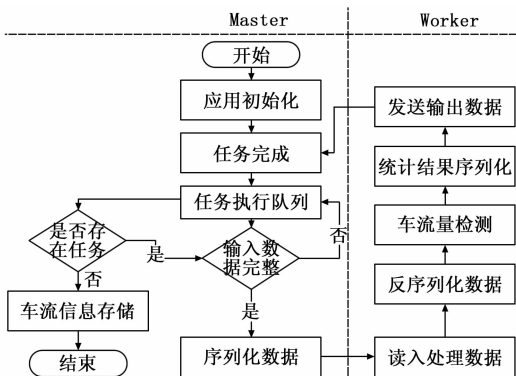 Master
Worker
开始
应用初始化
任务完成
任务执行队列
是否存
在任务
是
否
输入数
据完整
否
是
车流信息存储
结束
序列化数据
发送输出数据
统计结果序列化
车流量检测
反序列化数据
读入处理数据